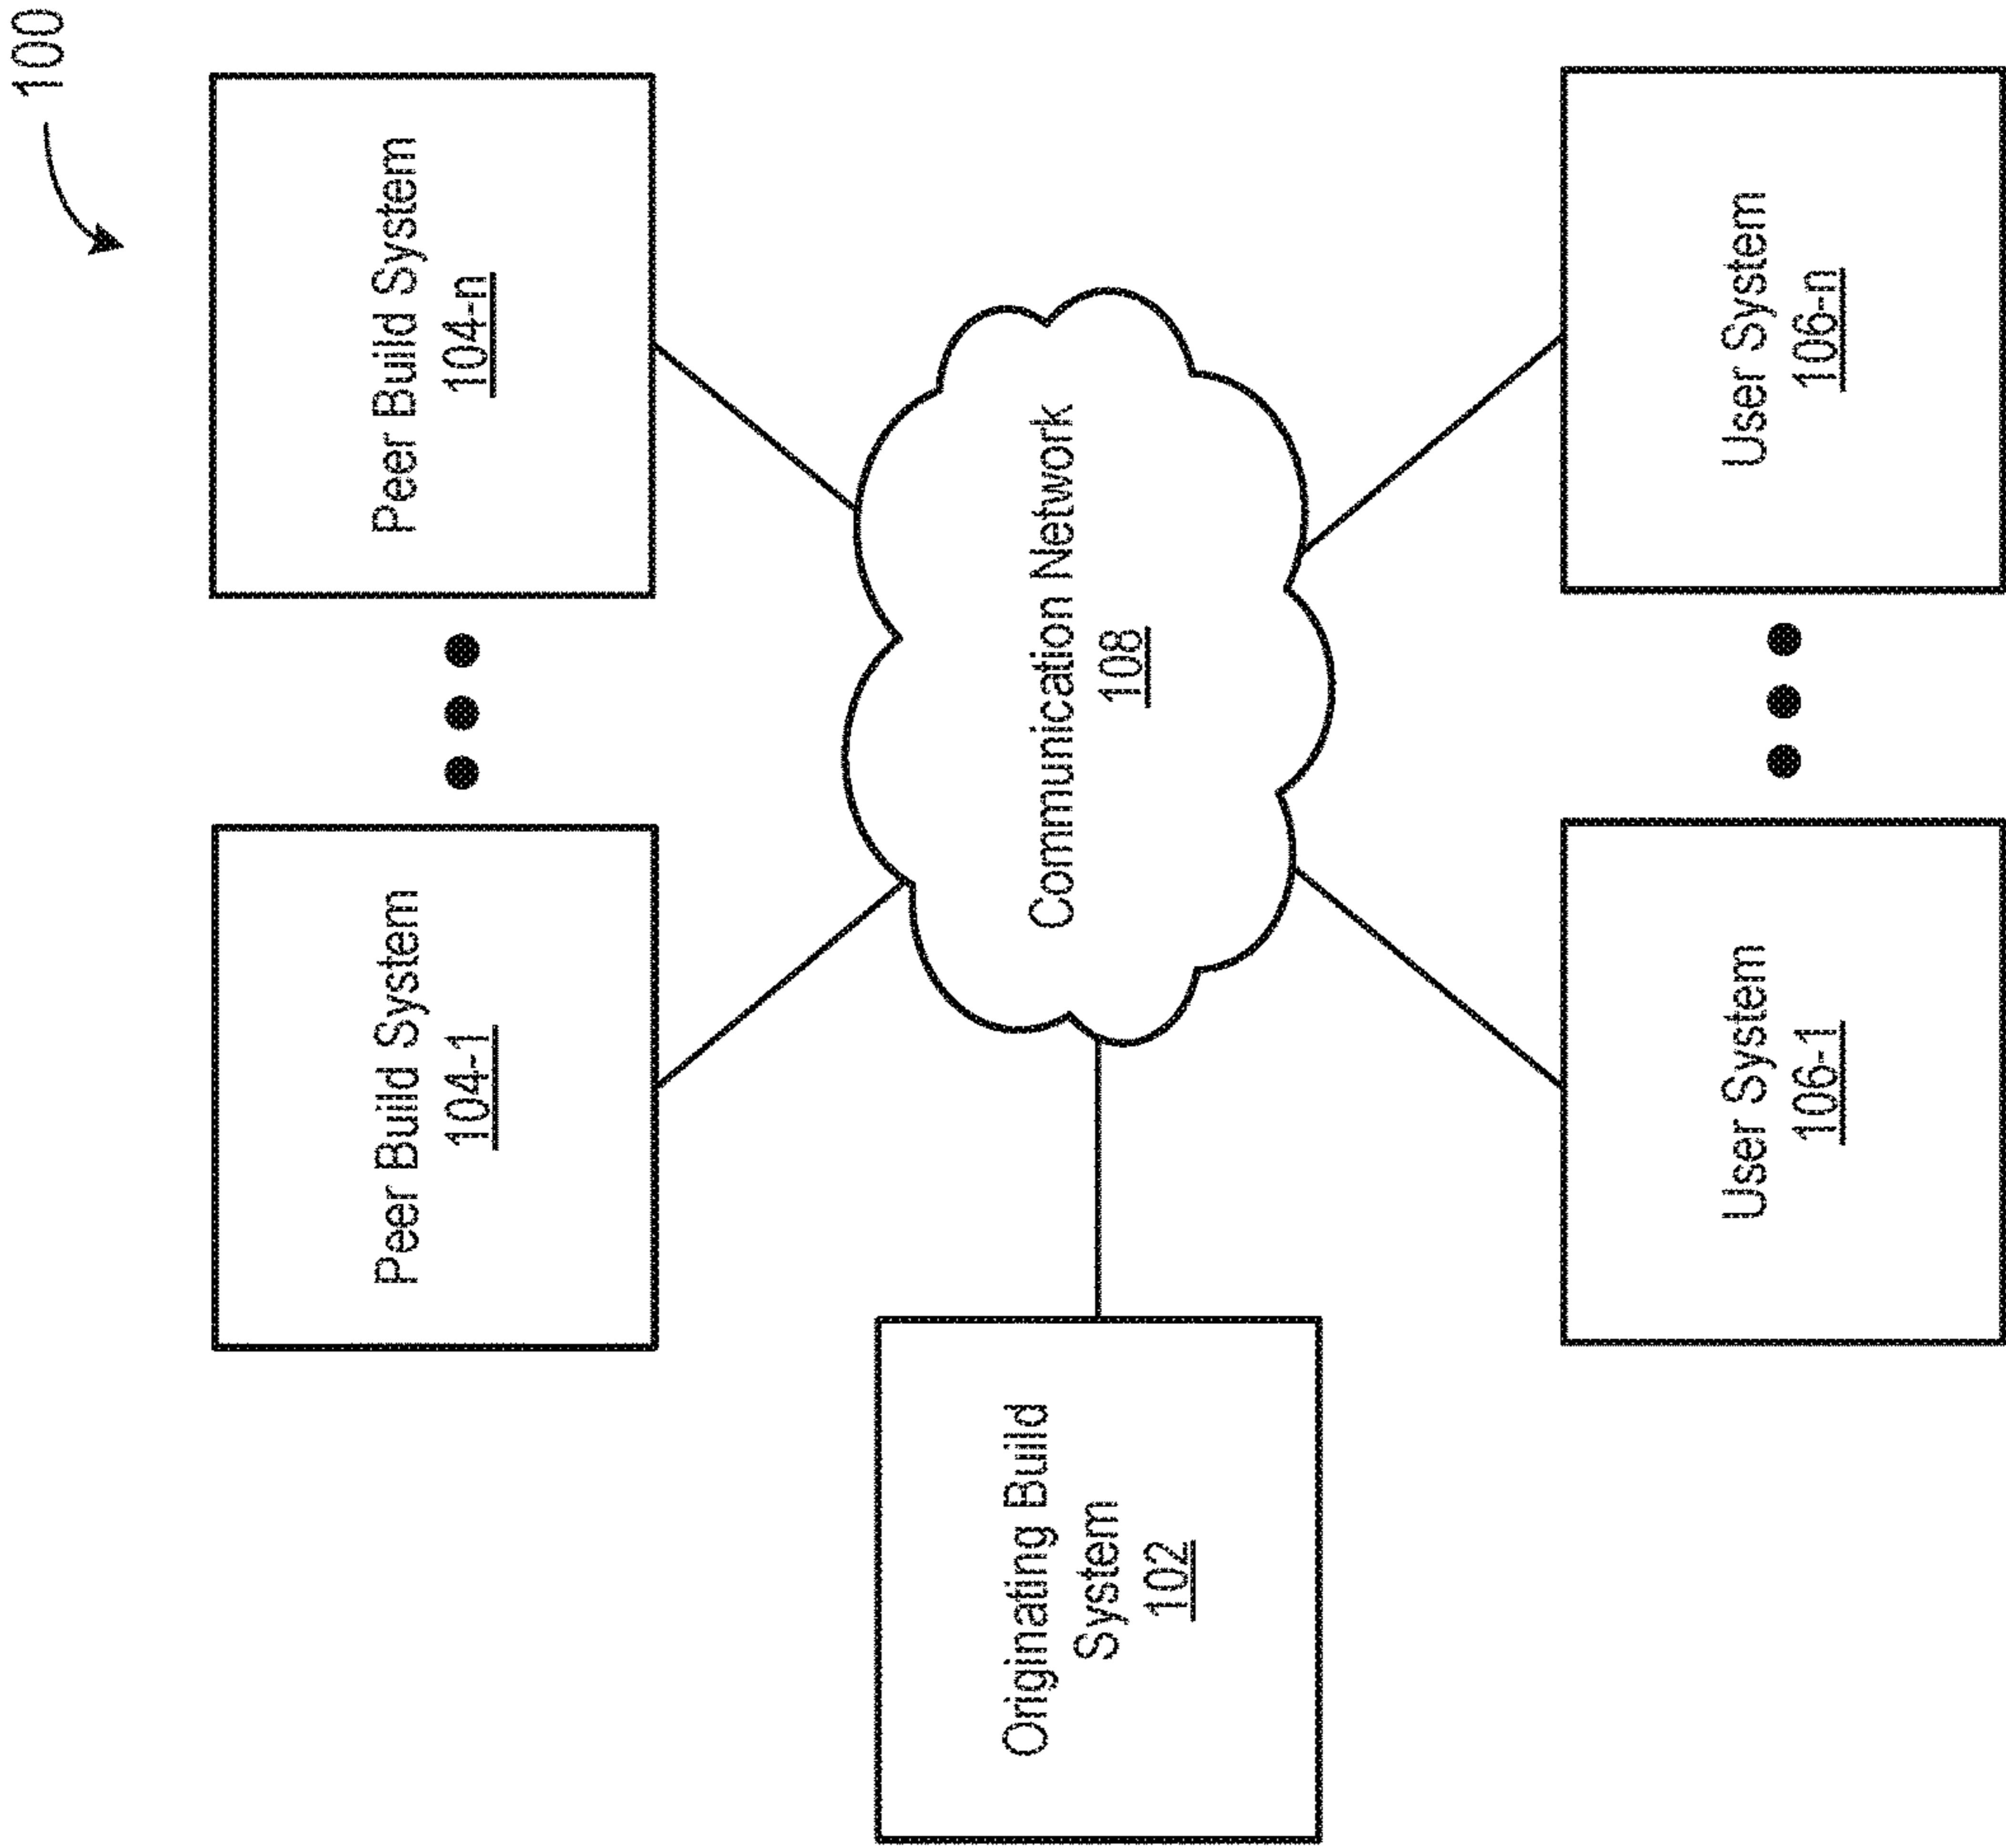 100
Peer Build System
104-1
Peer Build System
104-n
Originating Build
System
102
Communication Network
108
User System
106-1
User System
106-n